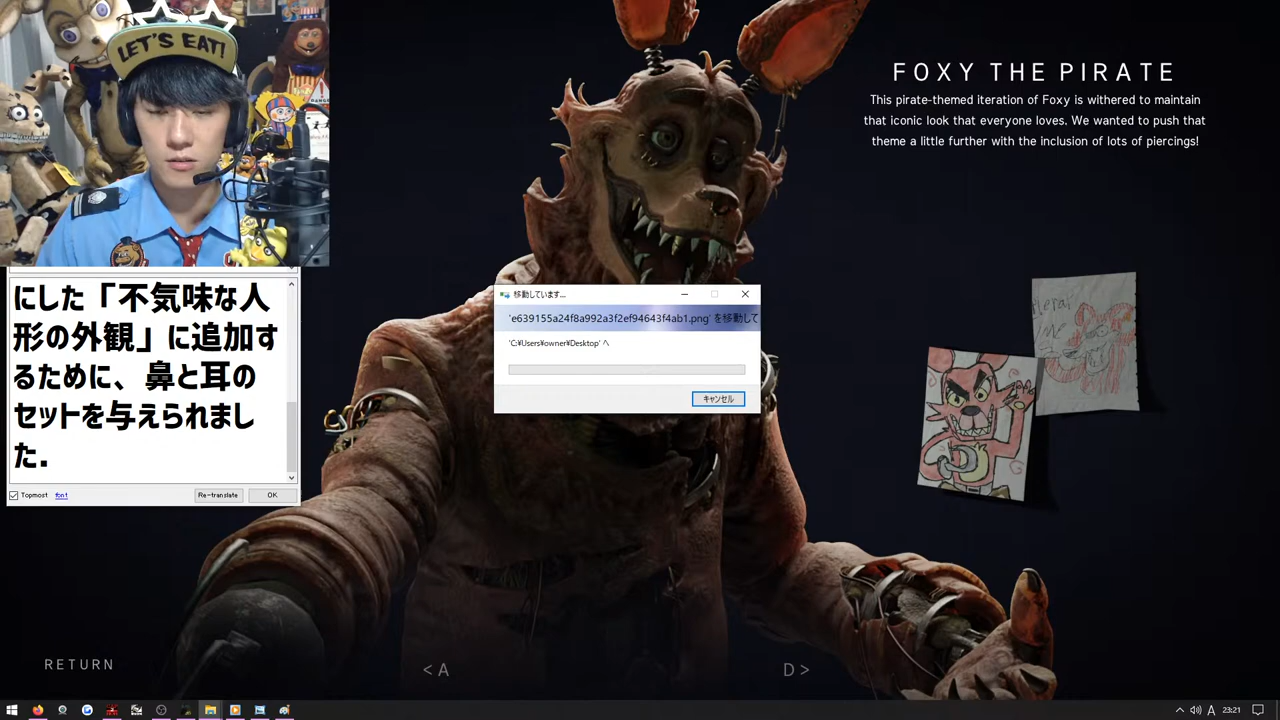 LET'S EAT!
FOXY THE PIRATE
This pirate-themed iteration of Foxy is withered to maintain
that iconic look that everyone loves. We wanted to push that
theme a little further with the inclusion of lots of piercings!
にした「不気味な人
形の外観」に追加す
るために、鼻と耳の
セットを与えられまし
た.
Topmost font Re-translate OK
移動しています...
'e639155a24f8a992a3f2ef94643f4ab1.png' を移動して
'C:¥Users¥owner¥Desktop' へ
キャンセル
RETURN
< A
D >
A 23:21